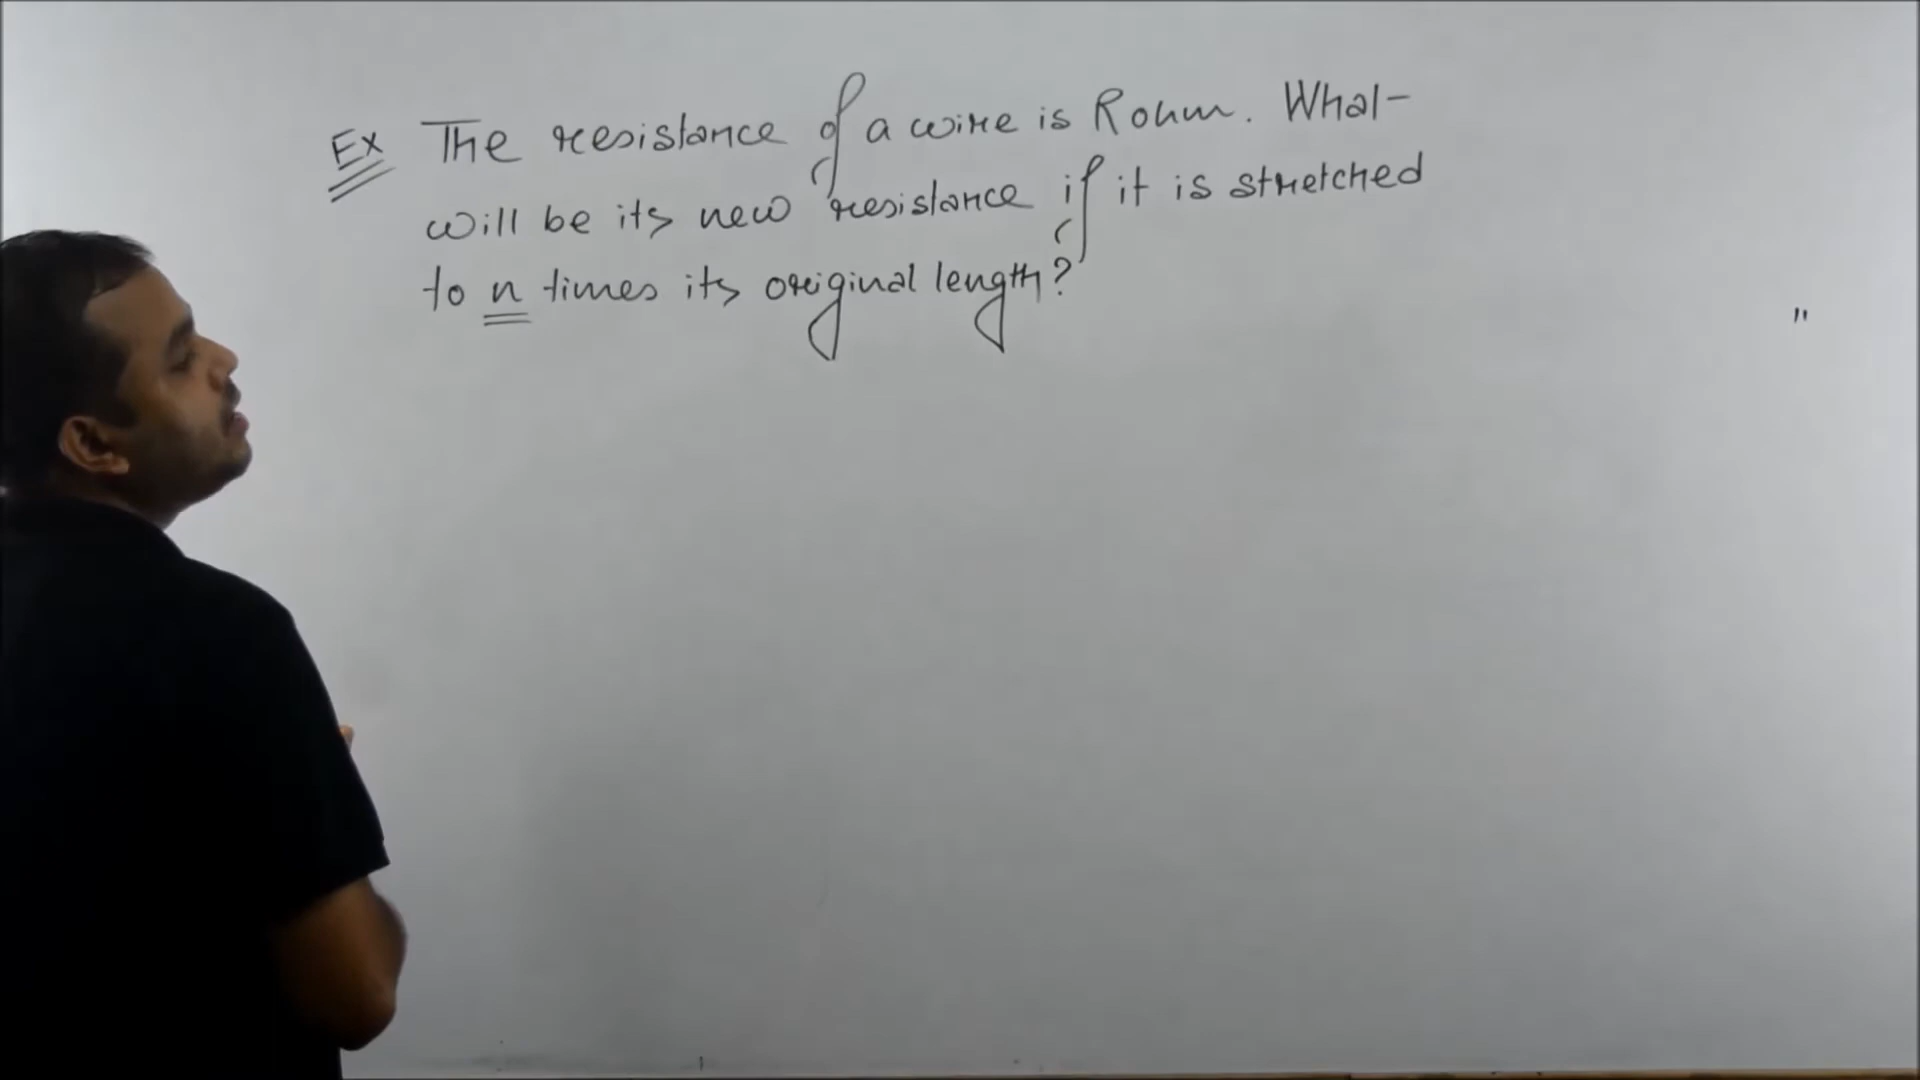 Ex The resistance of a wire is R ohm. What
will be its new resistance if it is stretched
to n times its original length?
"